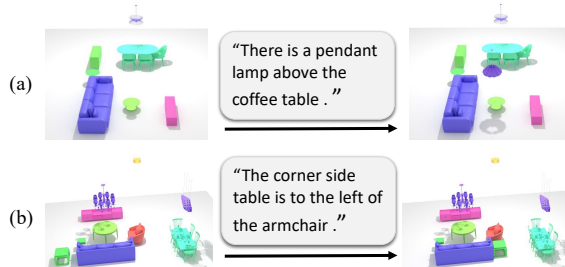 (a)
“There is a pendant
lamp above the
coffee table . ”
(b)
“The corner side
table is to the left of
the armchair .”